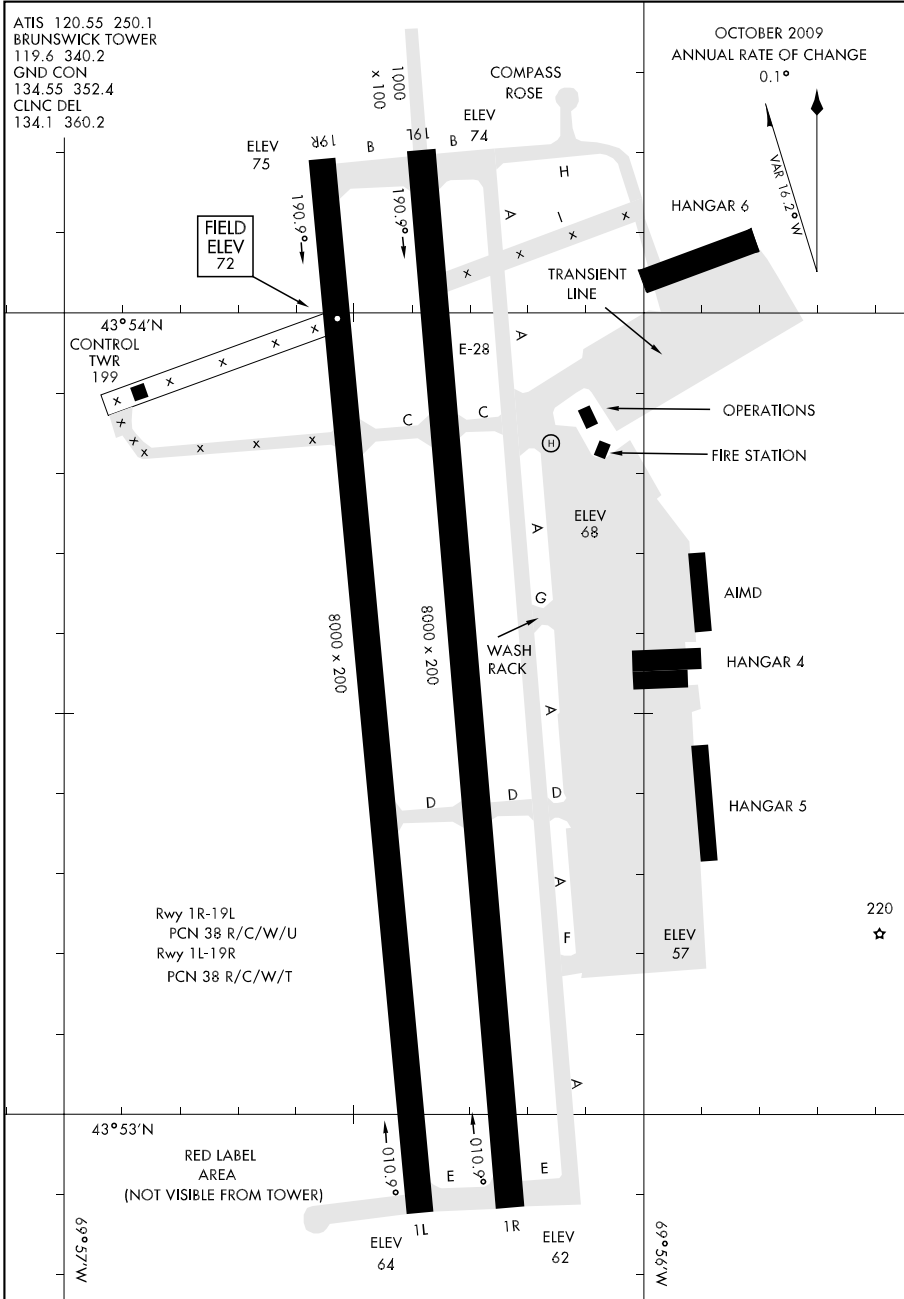 ATIS 120.55 250.1
BRUNSWICK TOWER
119.6 340.2
GND CON
134.55 352.4
CLNC DEL
134.1 360.2
OCTOBER 2009
ANNUAL RATE OF CHANGE
0.1°
VAR 16.2° W
1000
x 100
COMPASS
ROSE
ELEV
74
ELEV
75
19R
B
19L
B
H
190.9°
190.9°
A
I
x
x
x
x
HANGAR 6
FIELD
ELEV
72
TRANSIENT
LINE
43°54'N
CONTROL
TWR
199
x
x
x
x
x
E-28
A
C
C
x
x
x
x
x
x
H
OPERATIONS
FIRE STATION
ELEV
68
A
AIMD
G
WASH
RACK
8000 x 200
8000 x 200
HANGAR 4
A
D
D
D
HANGAR 5
A
F
ELEV
57
220
Rwy 1R-19L
PCN 38 R/C/W/U
Rwy 1L-19R
PCN 38 R/C/W/T
A
43°53'N
RED LABEL
AREA
(NOT VISIBLE FROM TOWER)
010.9°
010.9°
E
E
1L
1R
ELEV
64
ELEV
62
69°57'W
69°56'W